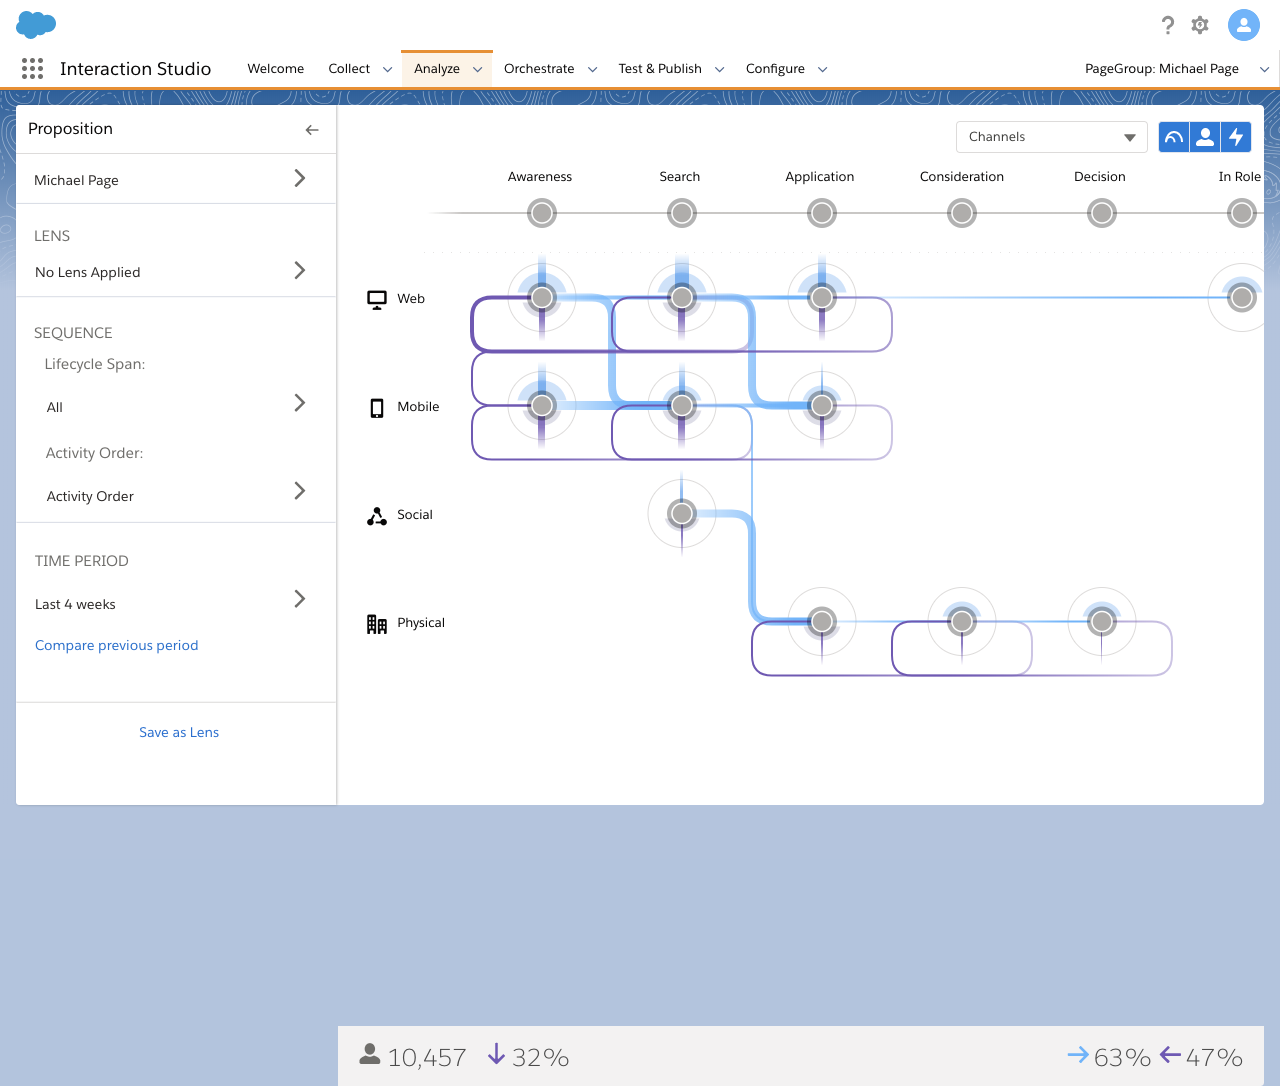 ?
Interaction Studio
Welcome
Collect
Analyze
Orchestrate
Test & Publish
Configure
PageGroup: Michael Page
Proposition
Michael Page
LENS
No Lens Applied
SEQUENCE
Lifecycle Span:
All
Activity Order:
Activity Order
TIME PERIOD
Last 4 weeks
Compare previous period
Save as Lens
Channels
Awareness
Search
Application
Consideration
Decision
In Role
Web
Mobile
Social
Physical
10,457
32%
63%
47%